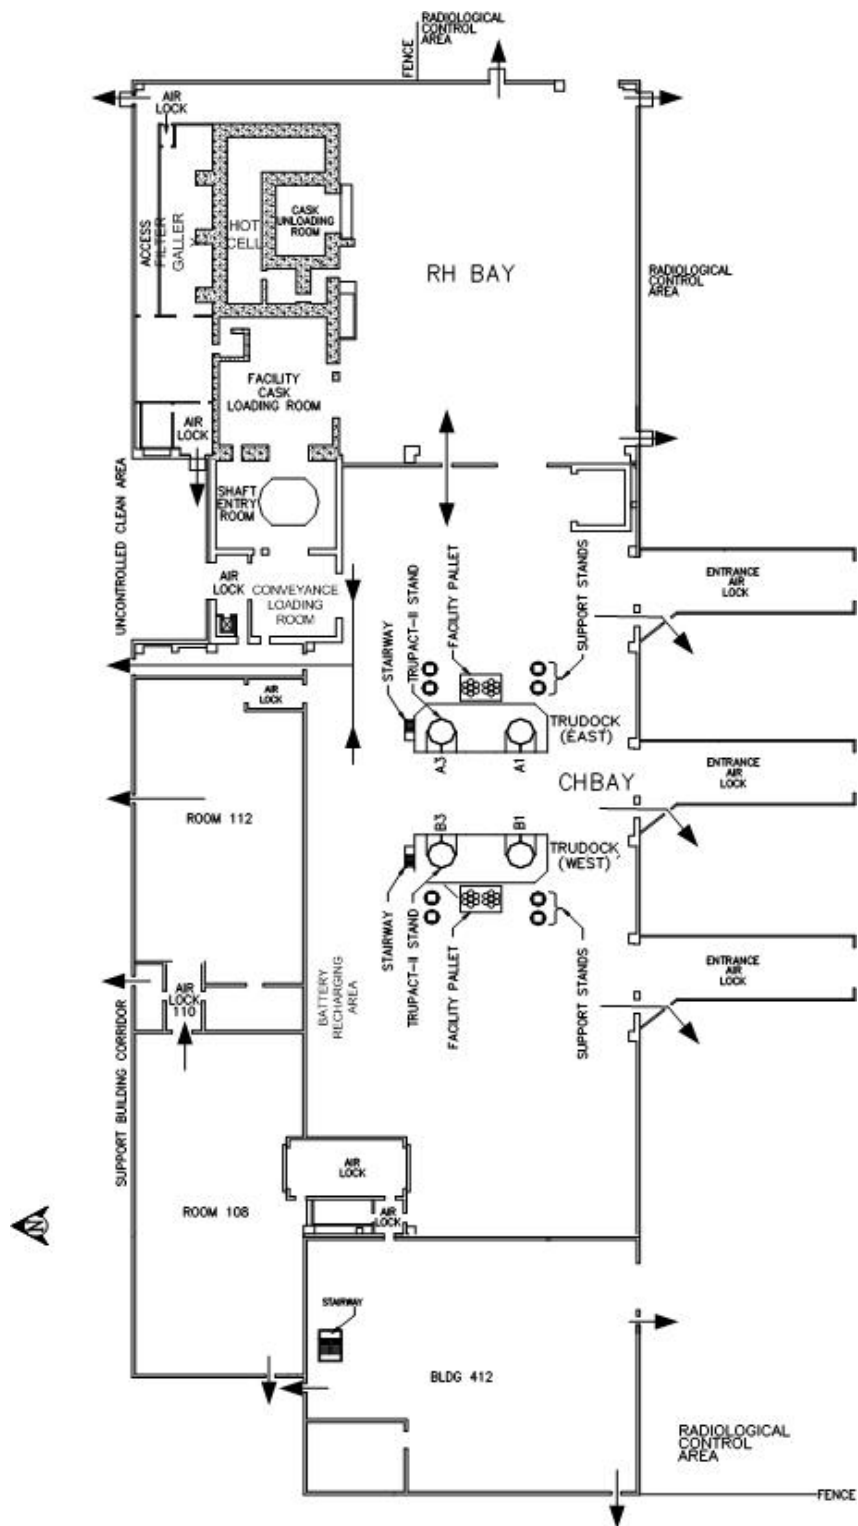 RADIOLOGICAL
CONTROL
AREA
FENCE
AIR
LOCK
ACCESS
FILTER
GALLER
Y
HOT
CELL
CASK
UNLOADING
ROOM
RH BAY
RADIOLOGICAL
CONTROL
AREA
FACILITY
CASK
LOADING ROOM
AIR
LOCK
UNCONTROLLED CLEAN AREA
SHAFT
ENTRY
ROOM
AIR
LOCK
CONVEYANCE
LOADING
ROOM
STAIRWAY
TRUPACT-II STAND
FACILITY PALLET
SUPPORT STANDS
ENTRANCE
AIR
LOCK
AIR
LOCK
TRUDOCK
(EAST)
A3
A1
ENTRANCE
AIR
LOCK
CHBAY
ROOM 112
B3
B1
TRUDOCK
(WEST)
STAIRWAY
TRUPACT-II STAND
FACILITY PALLET
SUPPORT STANDS
ENTRANCE
AIR
LOCK
AIR
LOCK
110
BATTERY
RECHARGING
AREA
SUPPORT BUILDING CORRIDOR
AIR
LOCK
N
ROOM 108
AIR
LOCK
STAIRWAY
BLDG 412
RADIOLOGICAL
CONTROL
AREA
FENCE